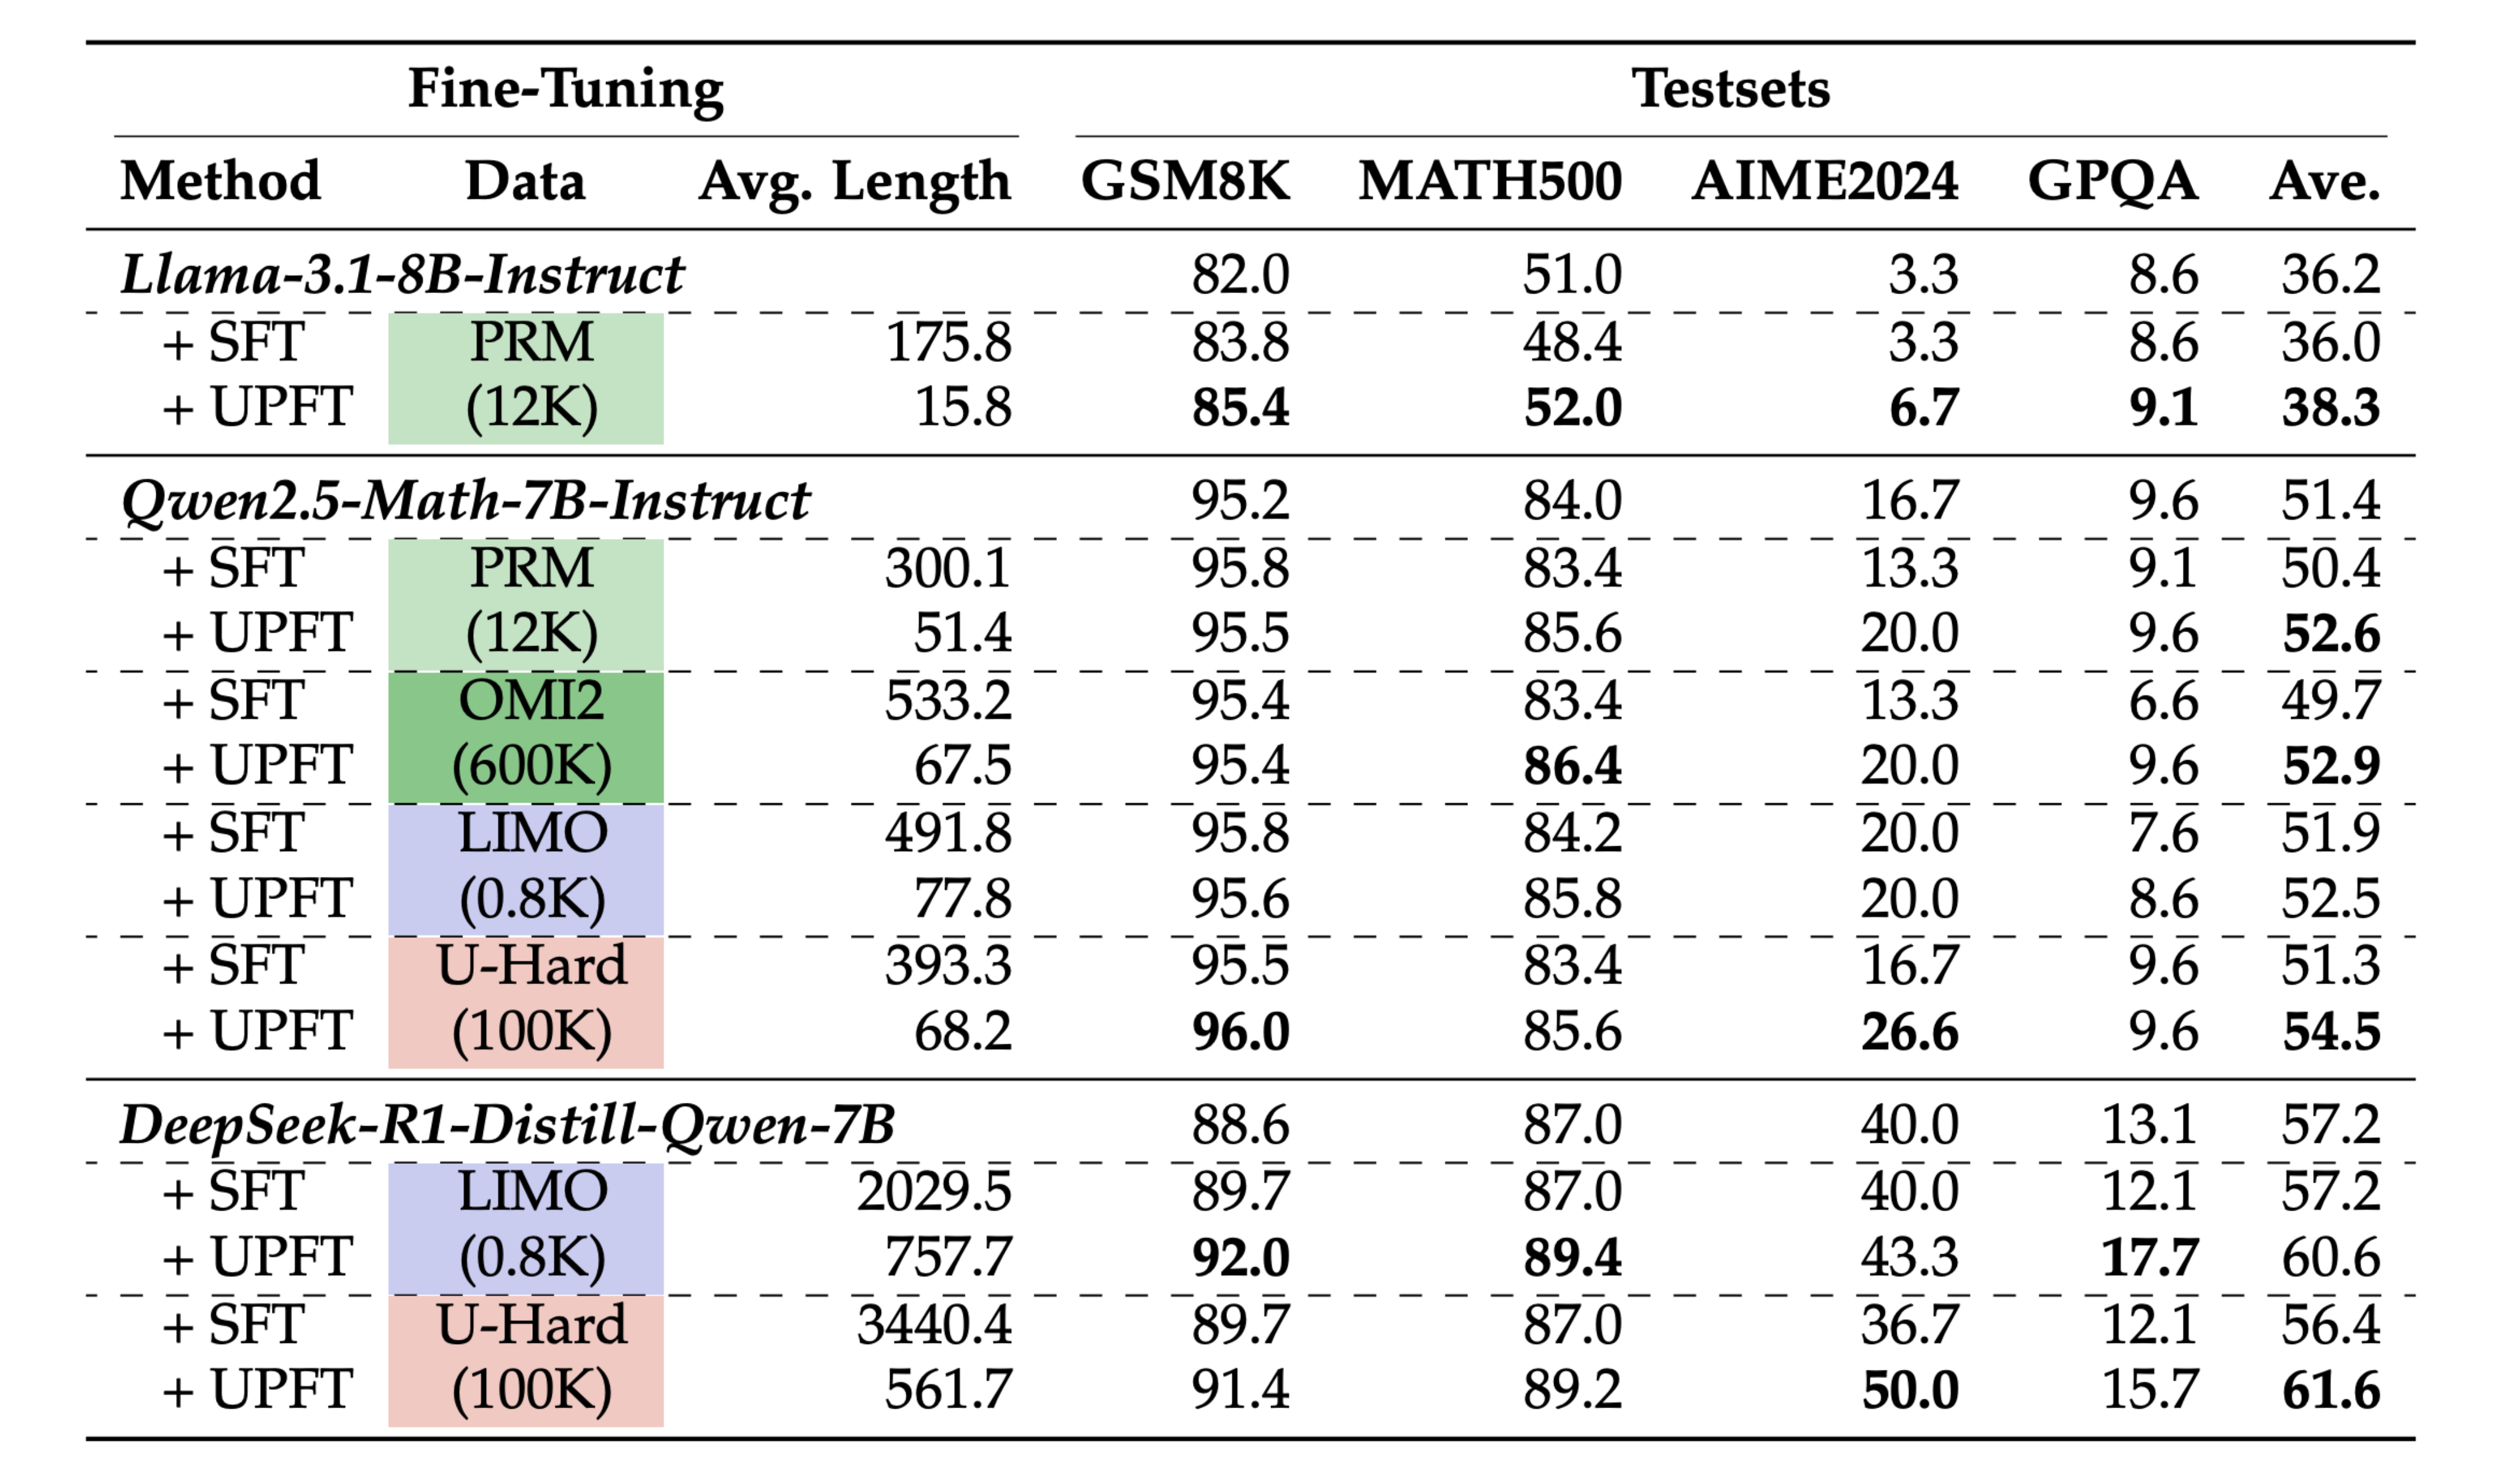 Fine-Tuning Testsets
Method Data Avg. Length GSM8K MATH500 AIME2024 GPQA Ave.
Llama-3.1-8B-Instruct 82.0 51.0 3.3 8.6 36.2
+ SFT PRM 175.8 83.8 48.4 3.3 8.6 36.0
+ UPFT (12K) 15.8 85.4 52.0 6.7 9.1 38.3
Qwen2.5-Math-7B-Instruct 95.2 84.0 16.7 9.6 51.4
+ SFT PRM 300.1 95.8 83.4 13.3 9.1 50.4
+ UPFT (12K) 51.4 95.5 85.6 20.0 9.6 52.6
+ SFT OMI2 533.2 95.4 83.4 13.3 6.6 49.7
+ UPFT (600K) 67.5 95.4 86.4 20.0 9.6 52.9
+ SFT LIMO 491.8 95.8 84.2 20.0 7.6 51.9
+ UPFT (0.8K) 77.8 95.6 85.8 20.0 8.6 52.5
+ SFT U-Hard 393.3 95.5 83.4 16.7 9.6 51.3
+ UPFT (100K) 68.2 96.0 85.6 26.6 9.6 54.5
DeepSeek-R1-Distill-Qwen-7B 88.6 87.0 40.0 13.1 57.2
+ SFT LIMO 2029.5 89.7 87.0 40.0 12.1 57.2
+ UPFT (0.8K) 757.7 92.0 89.4 43.3 17.7 60.6
+ SFT U-Hard 3440.4 89.7 87.0 36.7 12.1 56.4
+ UPFT (100K) 561.7 91.4 89.2 50.0 15.7 61.6